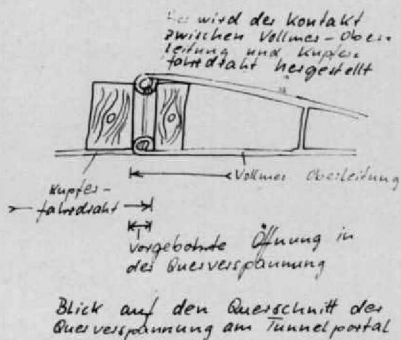 wird der Kontakt
zwischen Vollmer-Ober-
leitung und Kupfer-
fahrdraht hergestellt
Vollmer Oberleitung
Kupfer-
fahrdraht
vorgebohrte Öffnung in
der Querverspannung
Blick auf den Querschnitt der
Querverspannung am Tunnelportal